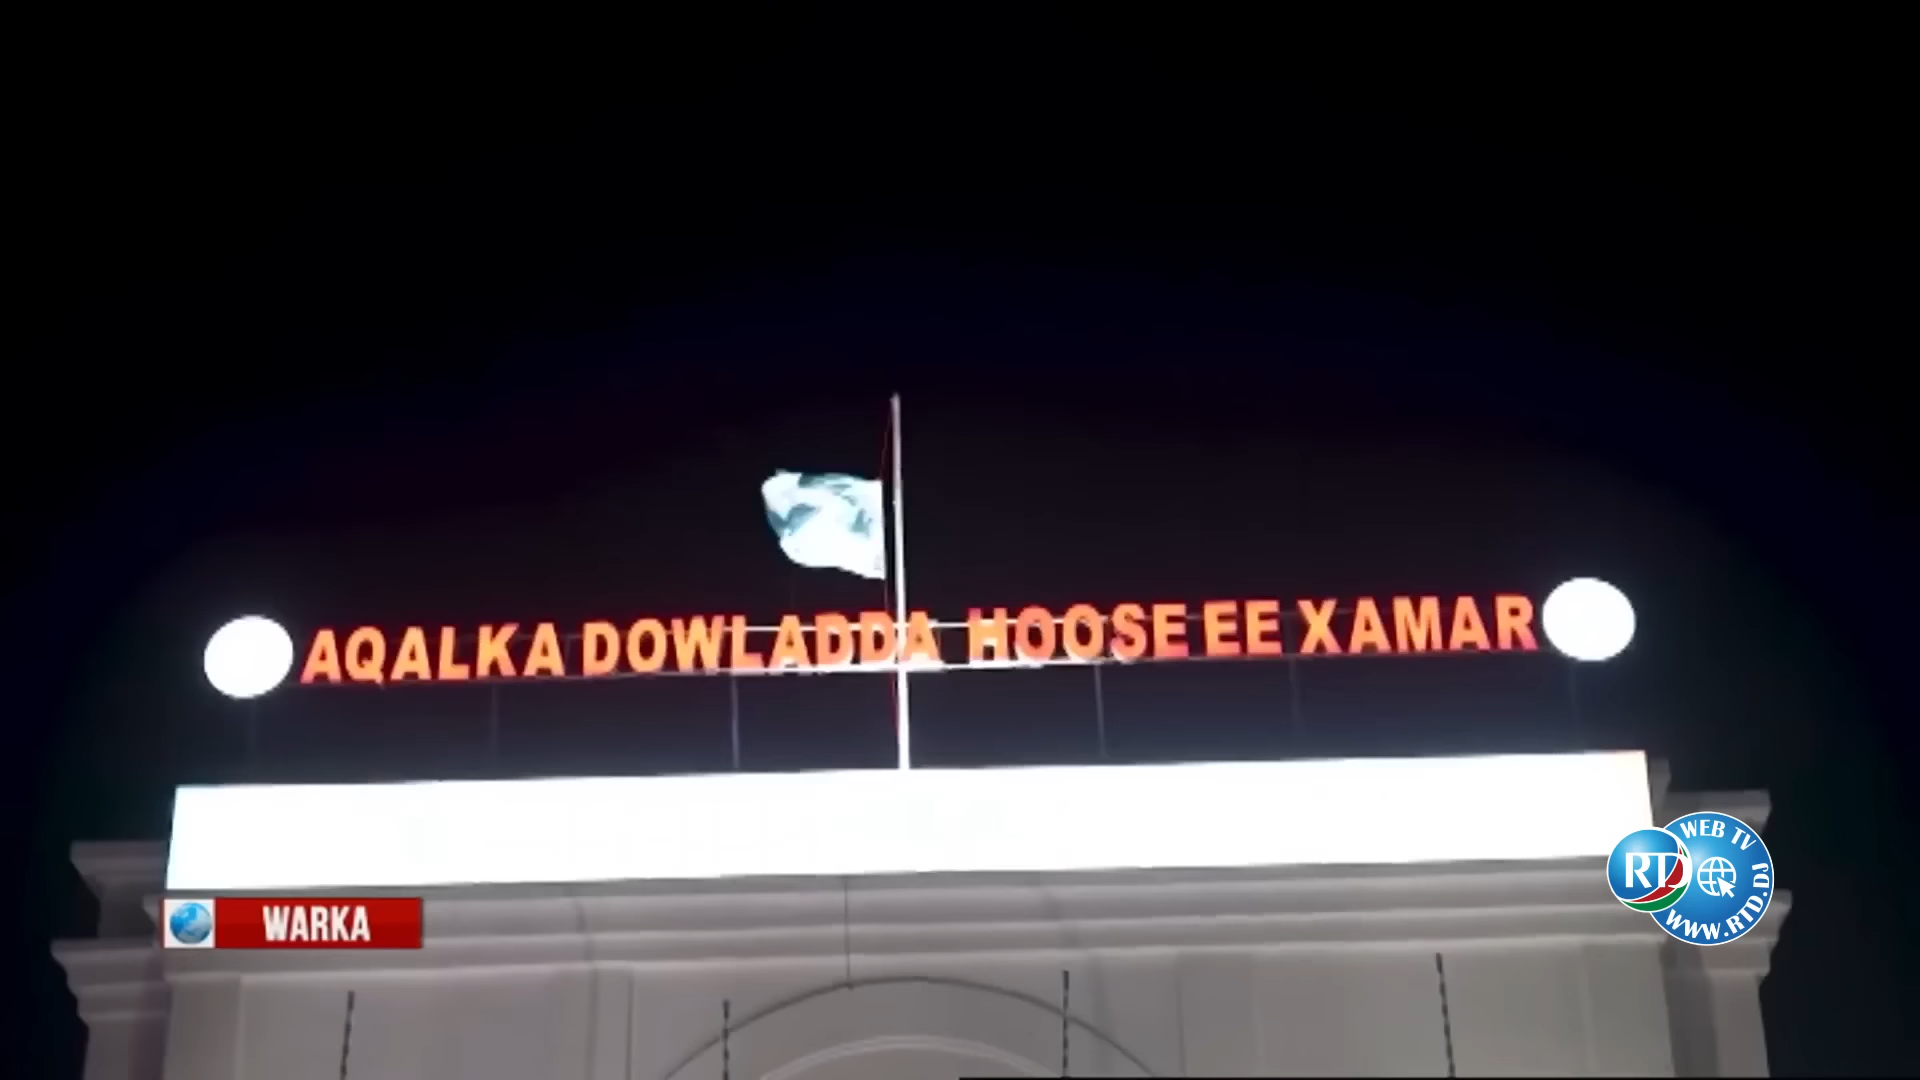 AQALKA DOWLADDA HOOSE EE XAMAR
WEB TV
RTD
WWW.RTD.DJ
WARKA